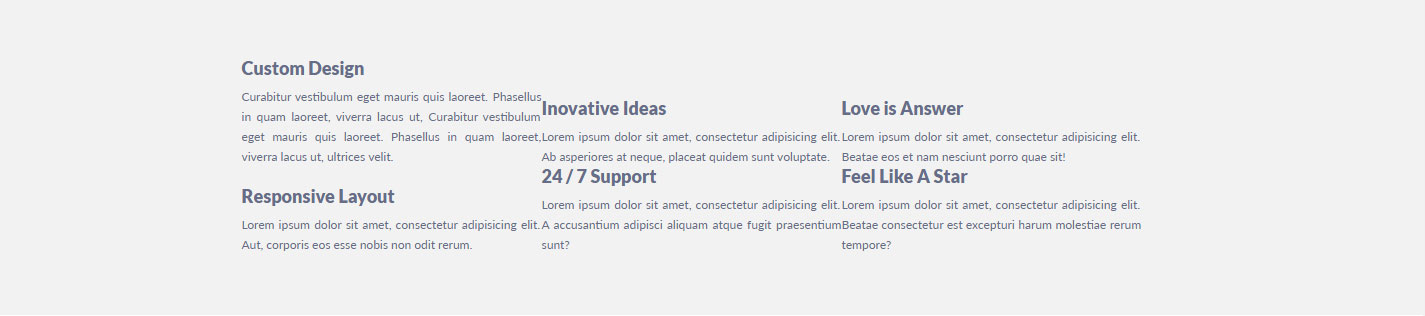 Custom Design
Curabitur vestibulum eget mauris quis laoreet. Phasellus
in quam laoreet, viverra lacus ut, Curabitur vestibulum
eget mauris quis laoreet. Phasellus in quam laoreet,
viverra lacus ut, ultrices velit.
Inovative Ideas
Lorem ipsum dolor sit amet, consectetur adipisicing elit.
Ab asperiores at neque, placeat quidem sunt voluptate.
Love is Answer
Lorem ipsum dolor sit amet, consectetur adipisicing elit.
Beatae eos et nam nesciunt porro quae sit!
Responsive Layout
Lorem ipsum dolor sit amet, consectetur adipisicing elit.
Aut, corporis eos esse nobis non odit rerum.
24 / 7 Support
Lorem ipsum dolor sit amet, consectetur adipisicing elit.
A accusantium adipisci aliquam atque fugit praesentium
sunt?
Feel Like A Star
Lorem ipsum dolor sit amet, consectetur adipisicing elit.
Beatae consectetur est excepturi harum molestiae rerum
tempore?